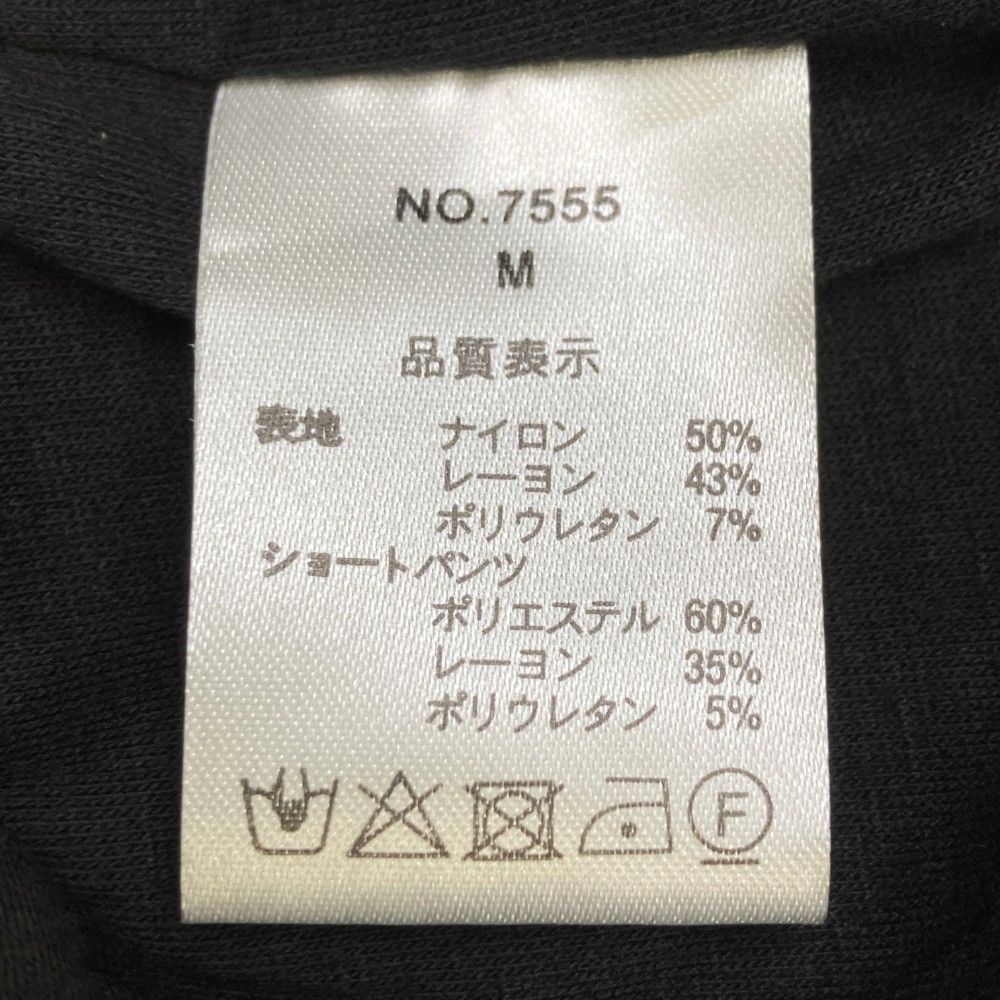 NO.7555
M
品質表示
表地 ナイロン 50%
レーヨン 43%
ポリウレタン 7%
ショートパンツ
ポリエステル 60%
レーヨン 35%
ポリウレタン 5%
F